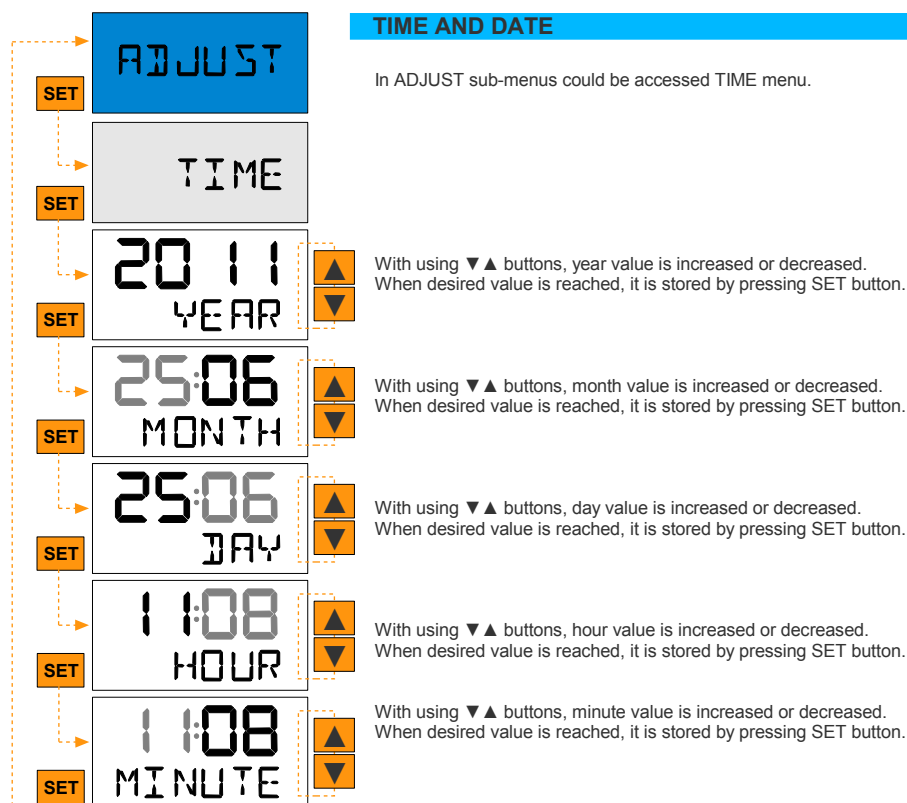 TIME AND DATE
ADJUST
In ADJUST sub-menus could be accessed TIME menu.
SET
TIME
SET
2011
YEAR
▲
▼
With using ▼▲ buttons, year value is increased or decreased.
When desired value is reached, it is stored by pressing SET button.
SET
25:06
MONTH
▲
▼
With using ▼▲ buttons, month value is increased or decreased.
When desired value is reached, it is stored by pressing SET button.
SET
25:06
DAY
▲
▼
With using ▼▲ buttons, day value is increased or decreased.
When desired value is reached, it is stored by pressing SET button.
SET
11:08
HOUR
▲
▼
With using ▼▲ buttons, hour value is increased or decreased.
When desired value is reached, it is stored by pressing SET button.
SET
11:08
MINUTE
▲
▼
With using ▼▲ buttons, minute value is increased or decreased.
When desired value is reached, it is stored by pressing SET button.
SET